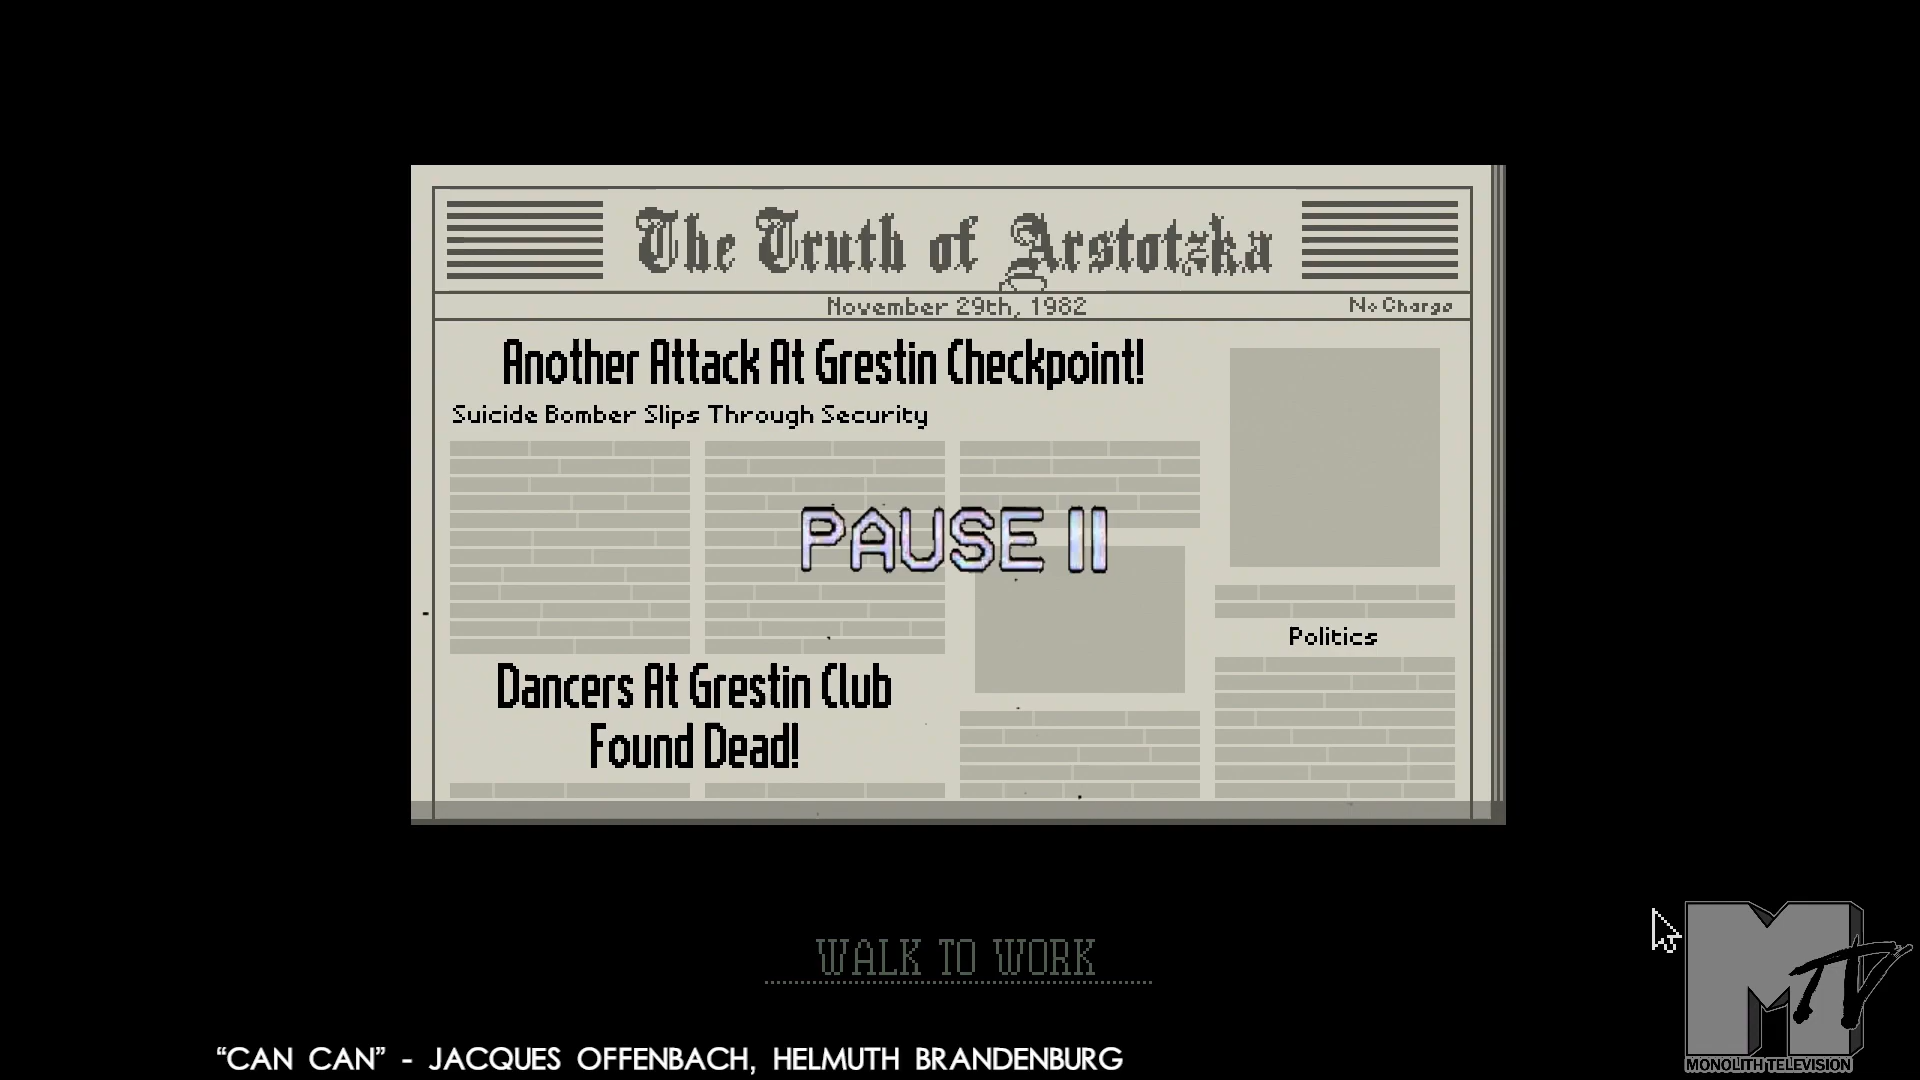 The Truth of Arstotzka
November 29th, 1982
No Charge
Another Attack At Grestin Checkpoint!
Suicide Bomber Slips Through Security
PAUSE
Politics
Dancers At Grestin Club
Found Dead!
WALK TO WORK
“CAN CAN” - JACQUES OFFENBACH, HELMUTH BRANDENBURG
MTV
MONOLITH TELEVISION